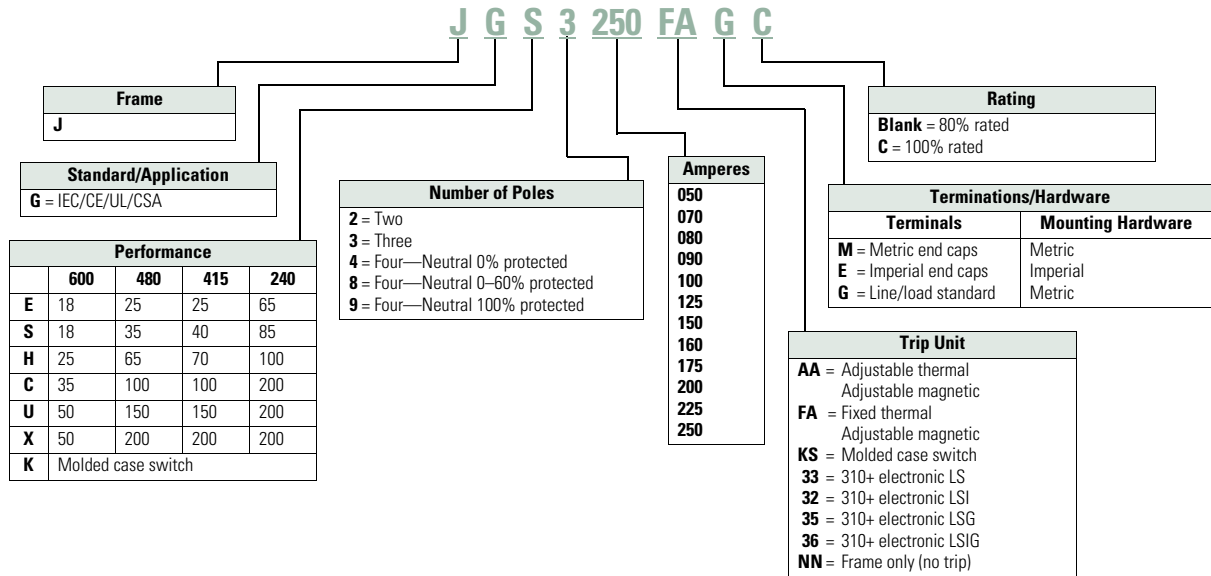 J G S 3 250 FA G C
Frame
J
Standard/Application
G = IEC/CE/UL/CSA
Performance
600 480 415 240
E 18 25 25 65
S 18 35 40 85
H 25 65 70 100
C 35 100 100 200
U 50 150 150 200
X 50 200 200 200
K Molded case switch
Number of Poles
2 = Two
3 = Three
4 = Four—Neutral 0% protected
8 = Four—Neutral 0–60% protected
9 = Four—Neutral 100% protected
Amperes
050
070
080
090
100
125
150
160
175
200
225
250
Rating
Blank = 80% rated
C = 100% rated
Terminations/Hardware
Terminals Mounting Hardware
M = Metric end caps Metric
E = Imperial end caps Imperial
G = Line/load standard Metric
Trip Unit
AA = Adjustable thermal
Adjustable magnetic
FA = Fixed thermal
Adjustable magnetic
KS = Molded case switch
33 = 310+ electronic LS
32 = 310+ electronic LSI
35 = 310+ electronic LSG
36 = 310+ electronic LSIG
NN = Frame only (no trip)